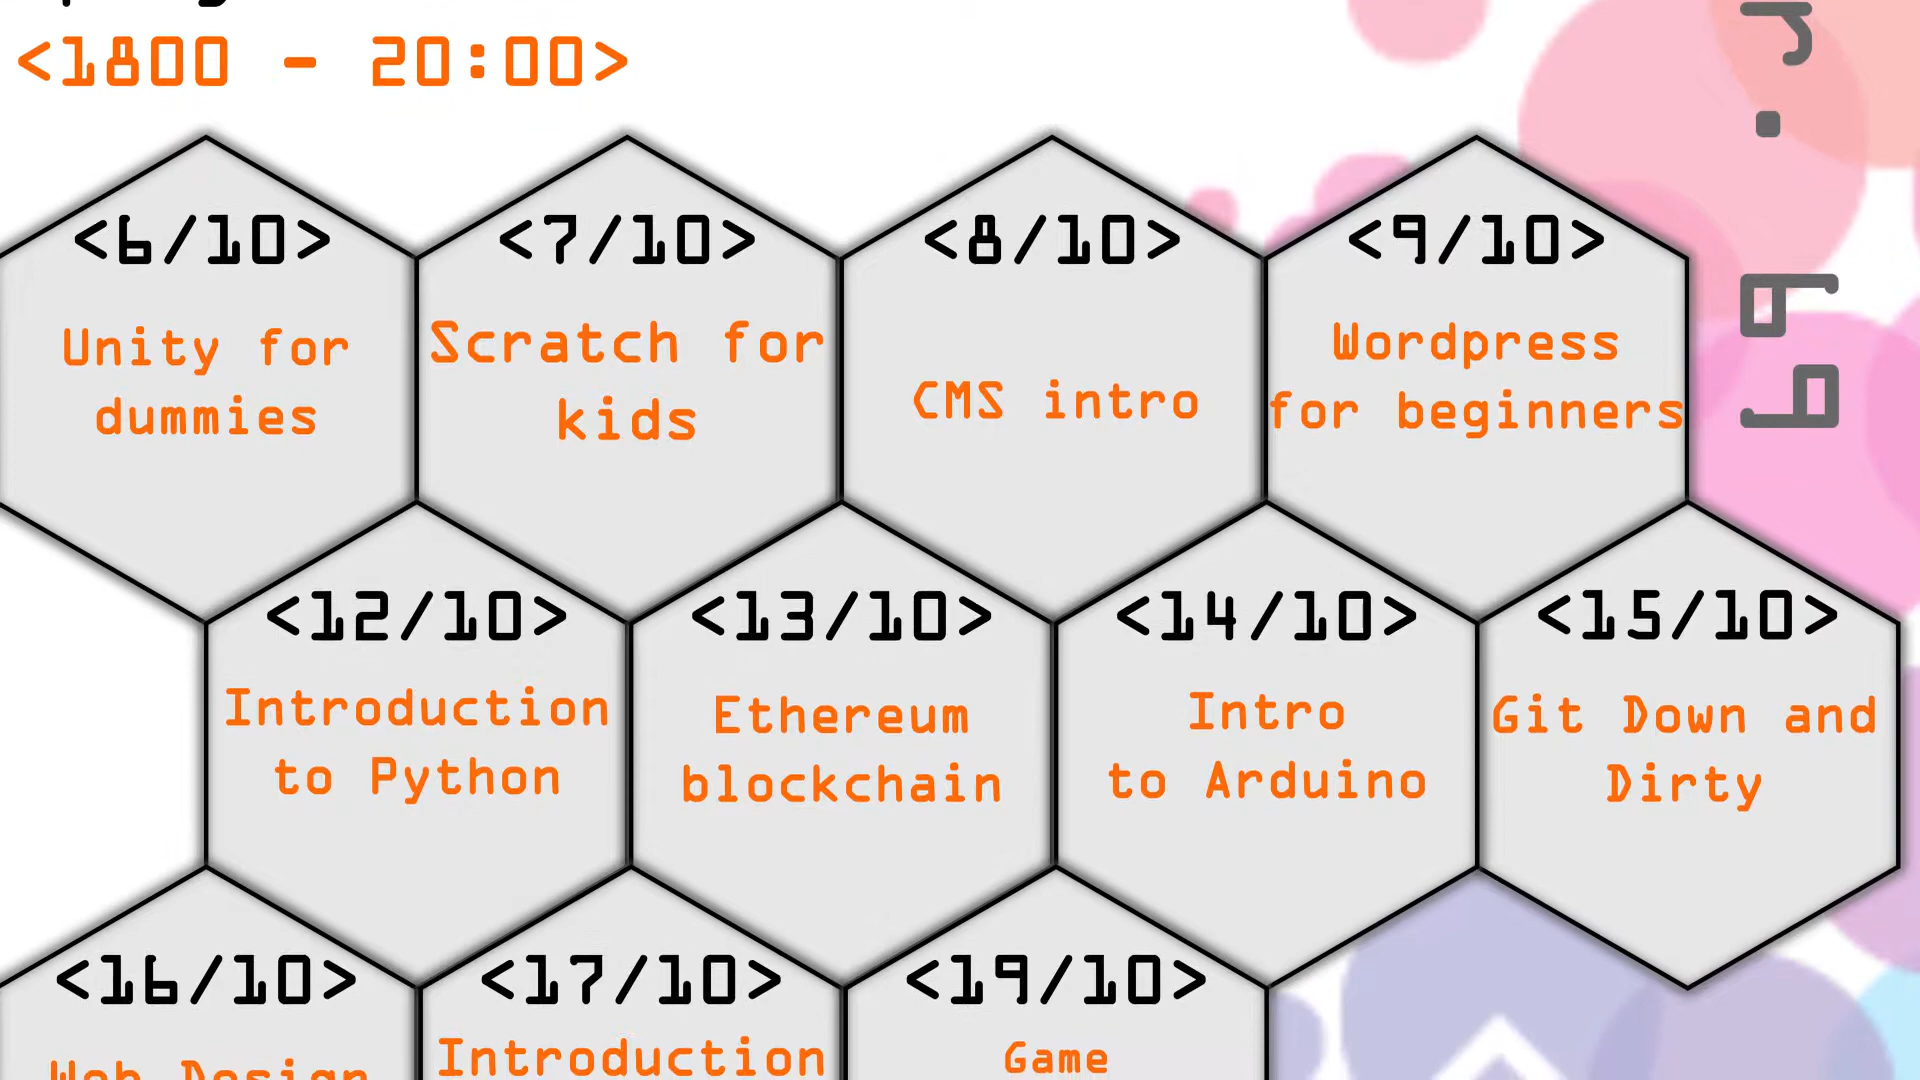 <1800 - 20:00>
<6/10>
Unity for
dummies
<7/10>
Scratch for
kids
<8/10>
CMS intro
<9/10>
Wordpress
for beginners
<12/10>
Introduction
to Python
<13/10>
Ethereum
blockchain
<14/10>
Intro
to Arduino
<15/10>
Git Down and
Dirty
<16/10>
Web Design
<17/10>
Introduction
<19/10>
Game